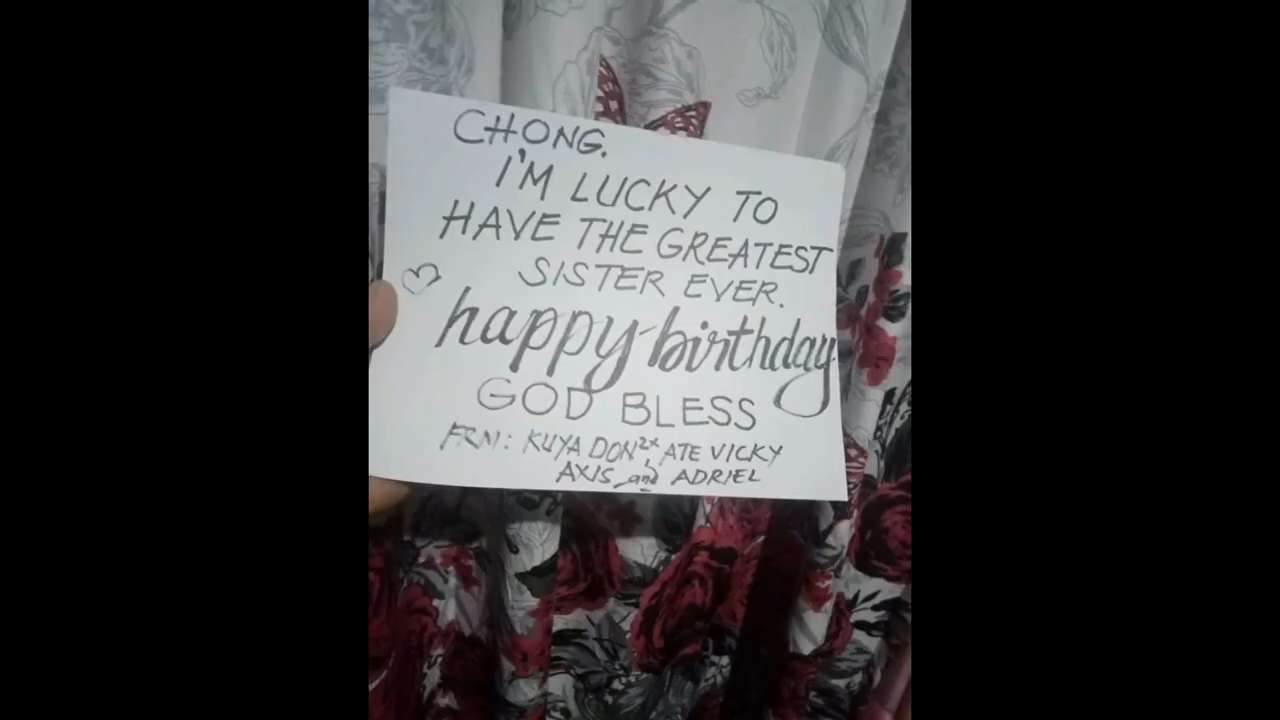 CHONG.
I'M LUCKY TO
HAVE THE GREATEST
SISTER EVER.
happy birthday
GOD BLESS
FRM: KUYA DON²ˣ ATE VICKY
AXIS and ADRIEL